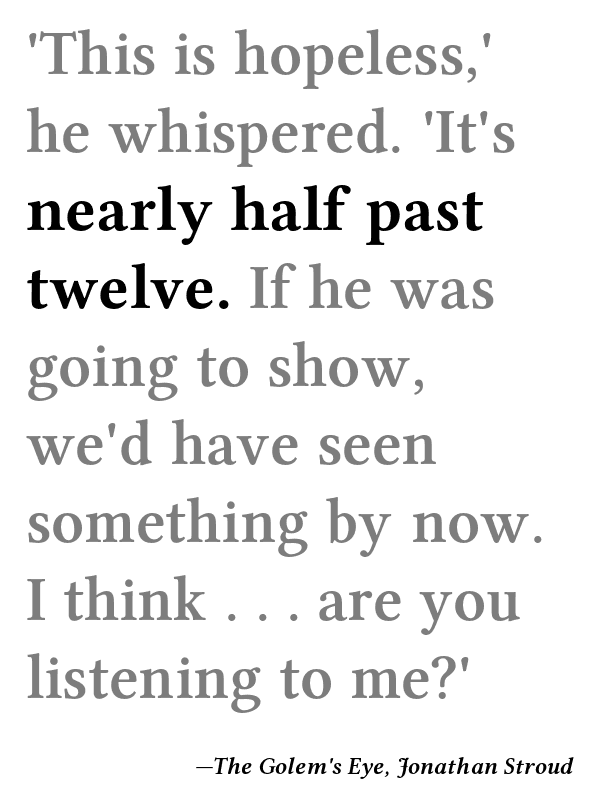 'This is hopeless,'
he whispered. 'It's
nearly half past
twelve. If he was
going to show,
we'd have seen
something by now.
I think . . . are you
listening to me?'
—The Golem's Eye, Jonathan Stroud